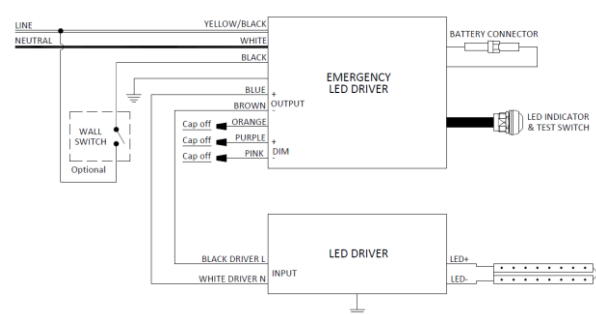 LINE
YELLOW/BLACK
NEUTRAL
WHITE
BLACK
BATTERY CONNECTOR
EMERGENCY
LED DRIVER
BLUE
+
OUTPUT
BROWN
-
Cap off
ORANGE
Cap off
PURPLE
+
DIM
Cap off
PINK
-
LED INDICATOR
& TEST SWITCH
WALL
SWITCH
Optional
LED DRIVER
BLACK DRIVER L
INPUT
WHITE DRIVER N
LED+
LED-